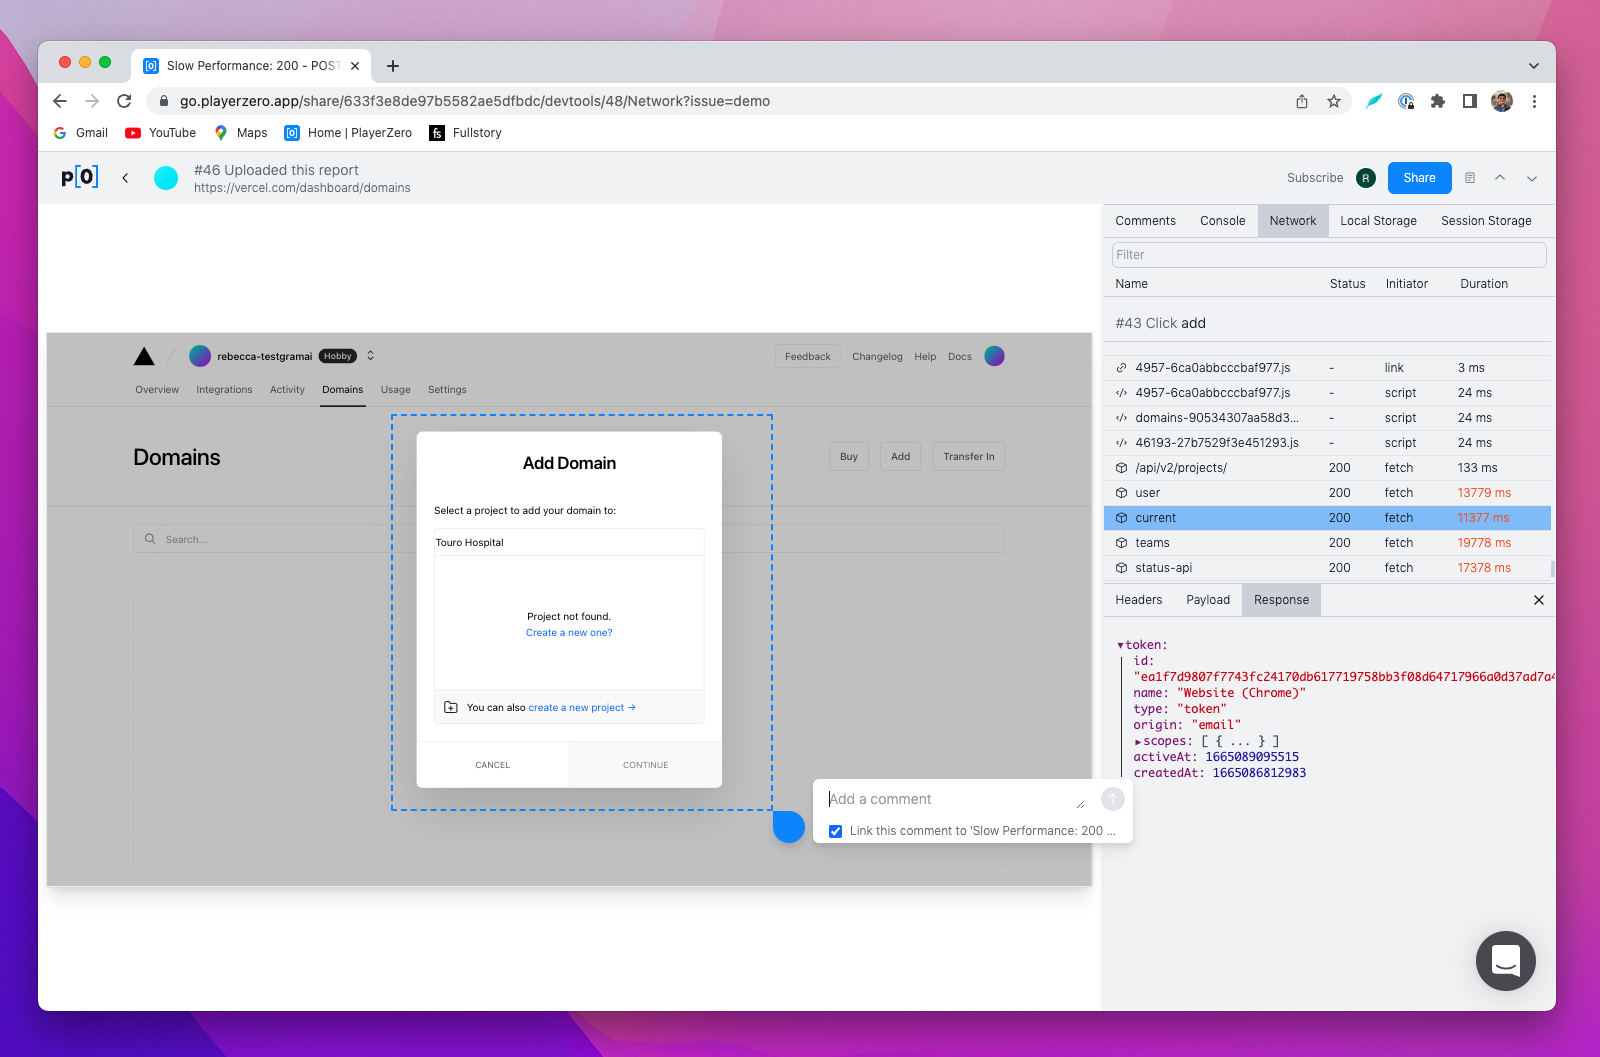 Slow Performance: 200 - POST
go.playerzero.app/share/633f3e8de97b5582ae5dfbdc/devtools/48/Network?issue=demo
Gmail YouTube Maps Home | PlayerZero fs Fullstory
p[0] #46 Uploaded this report
https://vercel.com/dashboard/domains
Subscribe R Share
rebecca-testgramai Hobby Feedback Changelog Help Docs
Overview Integrations Activity Domains Usage Settings
Domains
Buy Add Transfer In
Search...
Add Domain
Select a project to add your domain to:
Touro Hospital
Project not found.
Create a new one?
You can also create a new project →
CANCEL CONTINUE
Add a comment
Link this comment to 'Slow Performance: 200 ...
Comments Console Network Local Storage Session Storage
Filter
Name Status Initiator Duration
#43 Click add
4957-6ca0abbcccbaf977.js - link 3 ms
4957-6ca0abbcccbaf977.js - script 24 ms
domains-90534307aa58d3... - script 24 ms
46193-27b7529f3e451293.js - script 24 ms
/api/v2/projects/ 200 fetch 133 ms
user 200 fetch 13779 ms
current 200 fetch 11377 ms
teams 200 fetch 19778 ms
status-api 200 fetch 17378 ms
Headers Payload Response
token:
id:
"ea1f7d9807f7743fc24170db617719758bb3f08d64717966a0d37ad7a4
name: "Website (Chrome)"
type: "token"
origin: "email"
scopes: [ { ... } ]
activeAt: 1665089095515
createdAt: 1665086812983